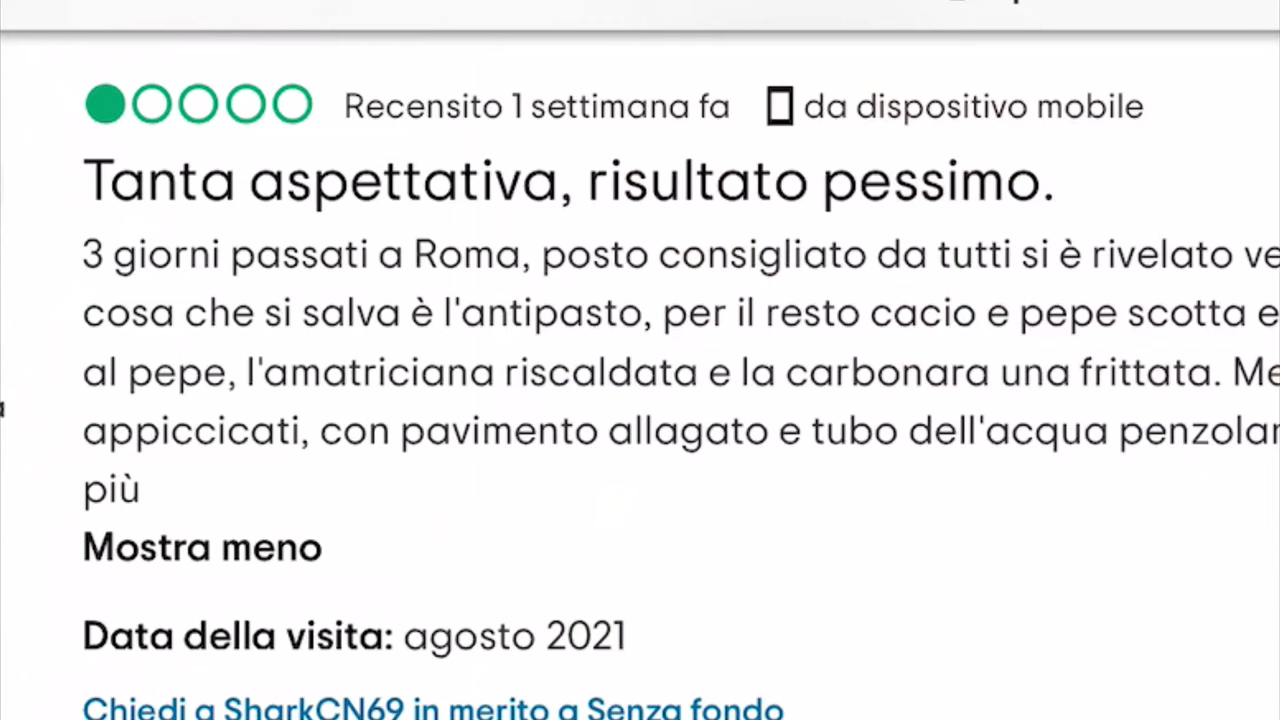 Recensito 1 settimana fa da dispositivo mobile
Tanta aspettativa, risultato pessimo.
3 giorni passati a Roma, posto consigliato da tutti si è rivelato
cosa che si salva è l'antipasto, per il resto cacio e pepe scotta e
al pepe, l'amatriciana riscaldata e la carbonara una frittata.
appiccicati, con pavimento allagato e tubo dell'acqua
più
Mostra meno
Data della visita: agosto 2021
Chiedi a SharkCN69 in merito a Senza fondo